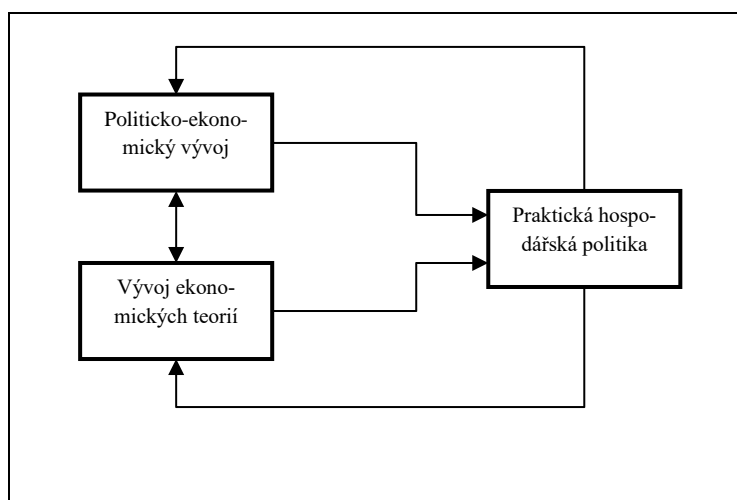 Politicko-ekono-
mický vývoj
Praktická hospo-
dářská politika
Vývoj ekono-
mických teorií